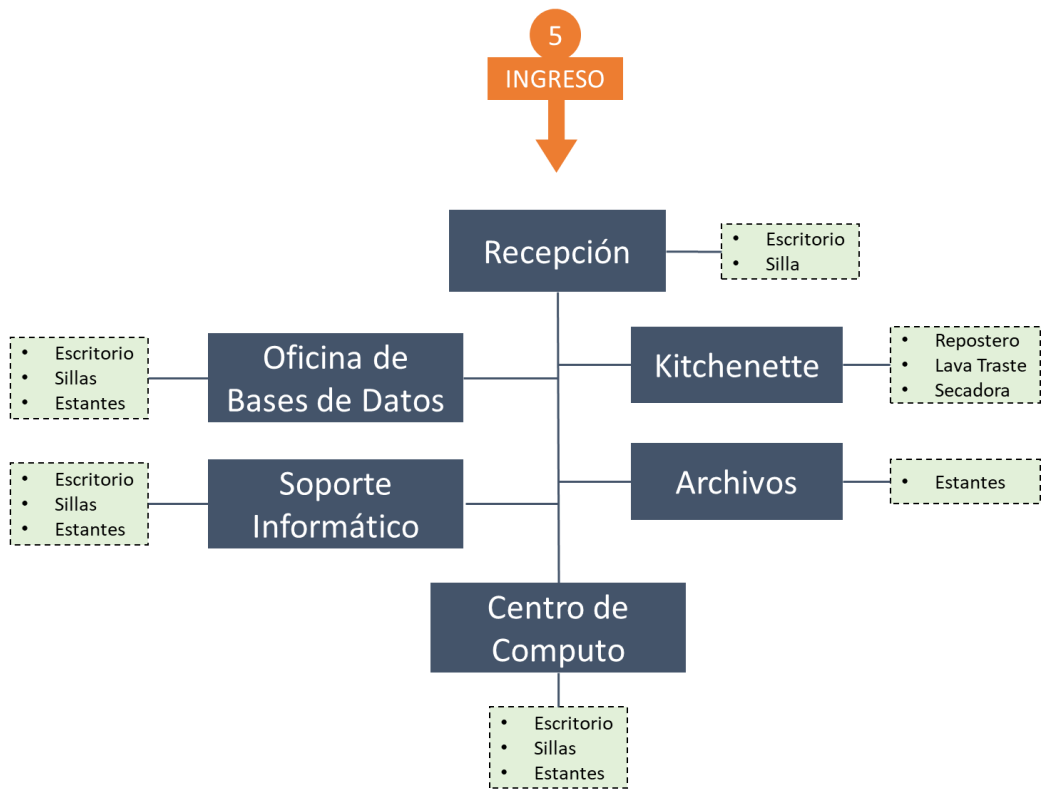 5
INGRESO
Recepción
• Escritorio
• Silla
Oficina de
Bases de Datos
• Escritorio
• Sillas
• Estantes
Kitchenette
• Repostero
• Lava Traste
• Secadora
Soporte
Informático
• Escritorio
• Sillas
• Estantes
Archivos
• Estantes
Centro de
Computo
• Escritorio
• Sillas
• Estantes